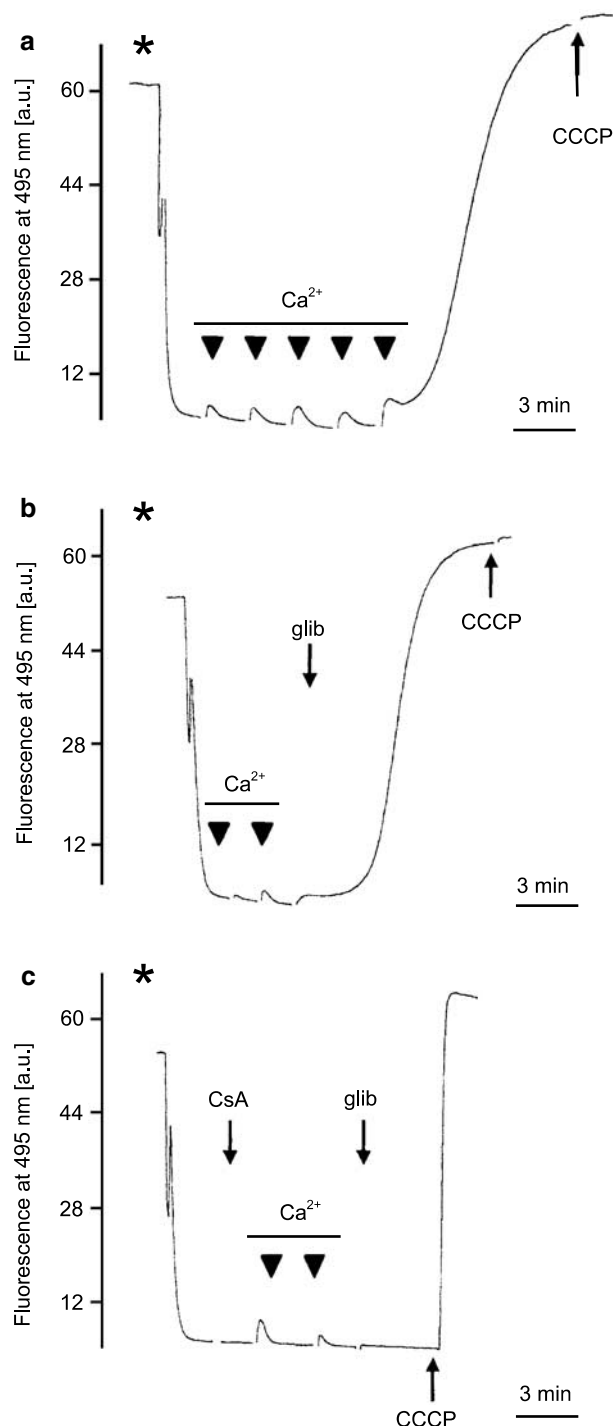 a
*
Fluorescence at 495 nm [a.u.]
60
44
28
12
Ca²⁺
CCCP
3 min
b
*
Fluorescence at 495 nm [a.u.]
60
44
28
12
glib
Ca²⁺
CCCP
3 min
c
*
Fluorescence at 495 nm [a.u.]
60
44
28
12
CsA
glib
Ca²⁺
CCCP
3 min